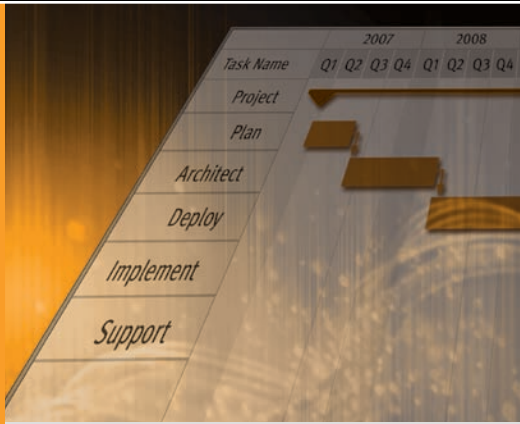 2007 2008
Task Name Q1 Q2 Q3 Q4 Q1 Q2 Q3 Q4
Project
Plan
Architect
Deploy
Implement
Support